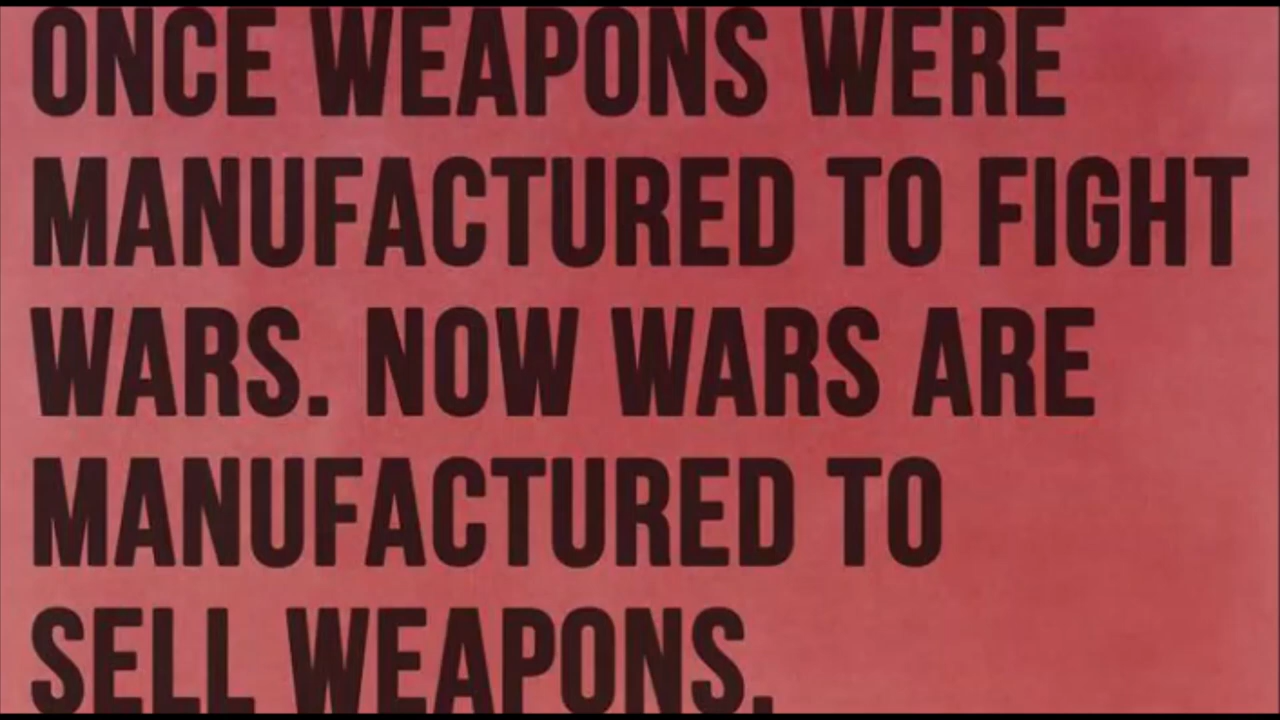 ONCE WEAPONS WERE
MANUFACTURED TO FIGHT
WARS. NOW WARS ARE
MANUFACTURED TO
SELL WEAPONS.